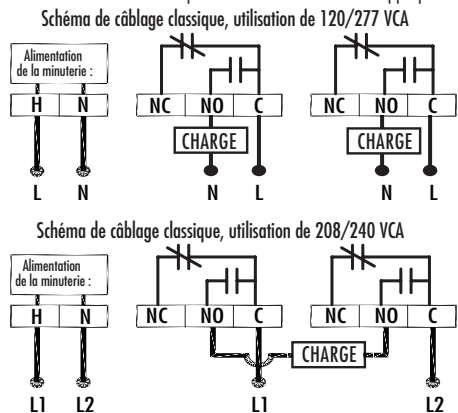 Schéma de câblage classique, utilisation de 120/277 VCA
Alimentation
de la minuterie :
H N NC NO C NC NO C
CHARGE CHARGE
L N N L N L
Schéma de câblage classique, utilisation de 208/240 VCA
Alimentation
de la minuterie :
H N NC NO C NC NO C
CHARGE
L1 L2 L1 L2